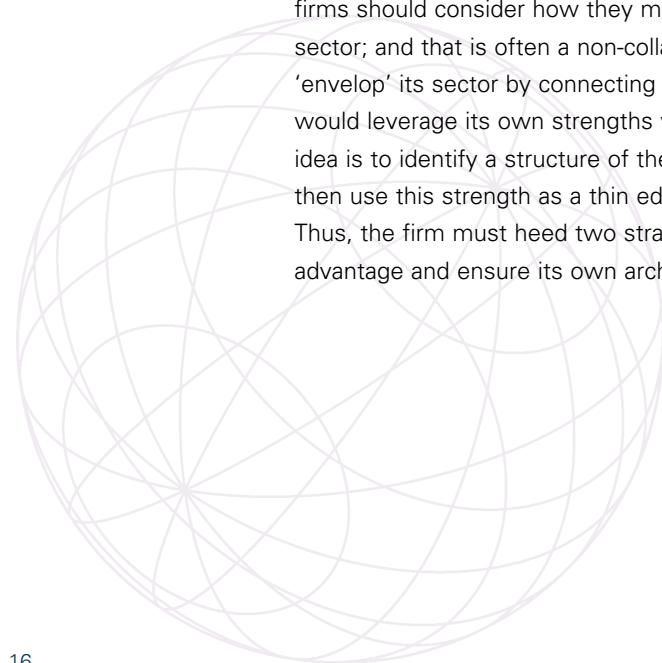 firms should consider how they m
sector; and that is often a non-colla
‘envelop’ its sector by connecting
would leverage its own strengths
idea is to identify a structure of the
then use this strength as a thin ed
Thus, the firm must heed two stra
advantage and ensure its own arch
16